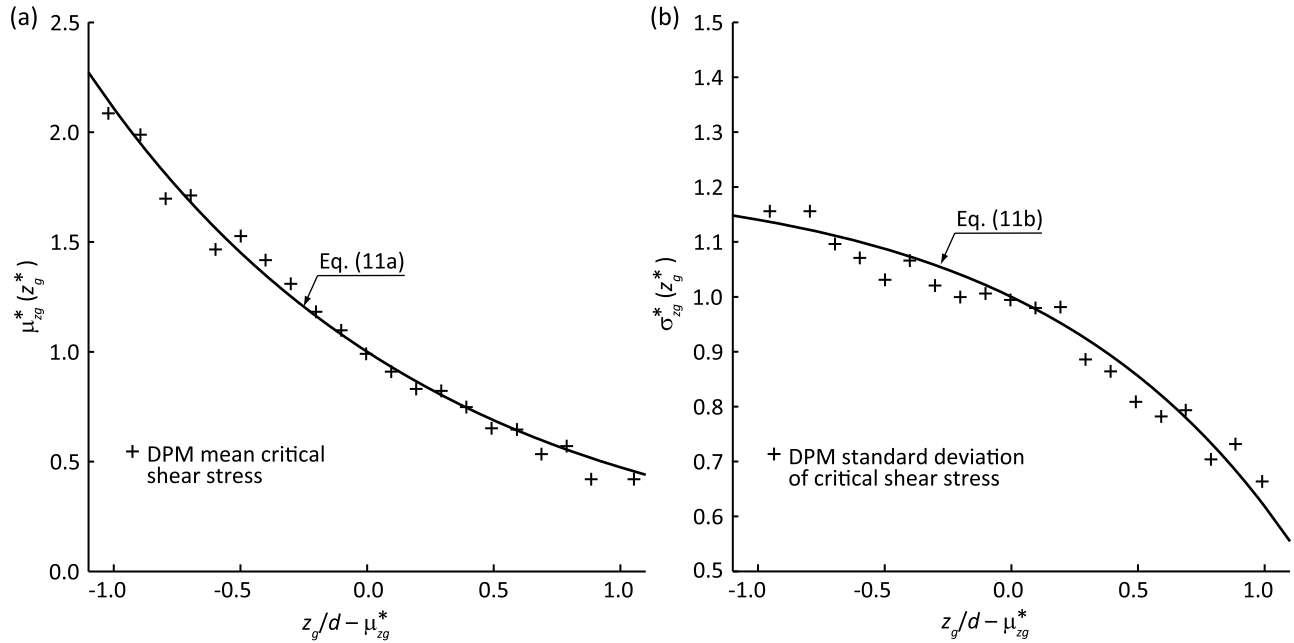 (a)
2.5
2.0
1.5
1.0
0.5
0.0
-1.0 -0.5 0.0 0.5 1.0
μ*zg (z*g)
zg/d – μ*zg
Eq. (11a)
+ DPM mean critical
shear stress
(b)
1.5
1.4
1.3
1.2
1.1
1.0
0.9
0.8
0.7
0.6
0.5
-1.0 -0.5 0.0 0.5 1.0
σ*zg (z*g)
zg/d – μ*zg
Eq. (11b)
+ DPM standard deviation
of critical shear stress